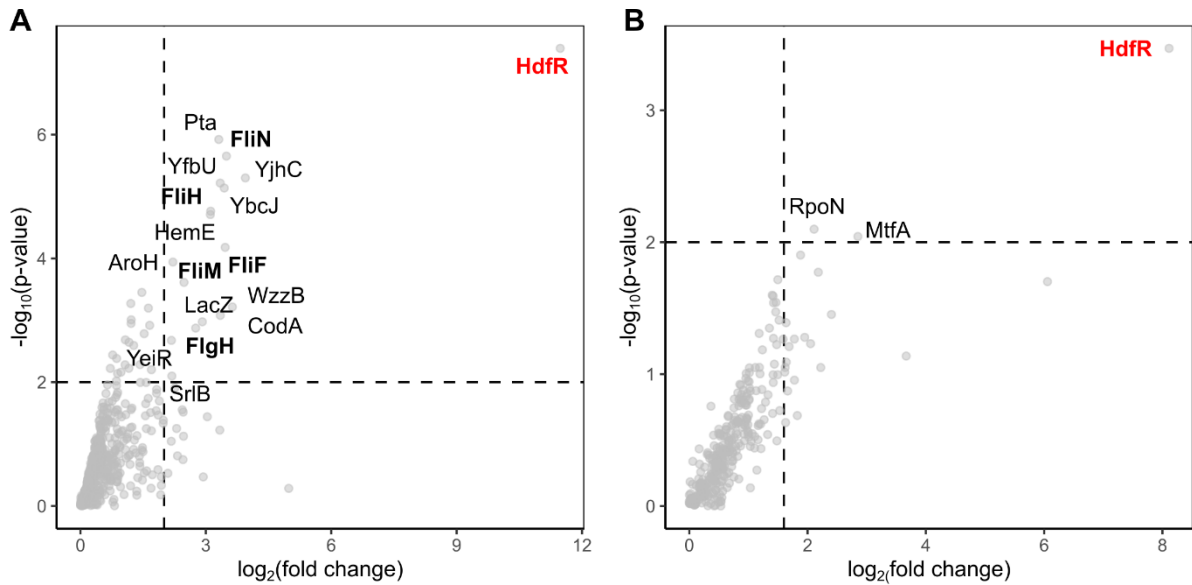 A
HdfR
Pta
FliN
YfbU
YjhC
FliH
YbcJ
HemE
AroH
FliM
FliF
LacZ
WzzB
CodA
FlgH
YeiR
SrlB
6
4
2
0
0
3
6
9
12
-log10(p-value)
log2(fold change)
B
HdfR
RpoN
MtfA
3
2
1
0
0
2
4
6
8
-log10(p-value)
log2(fold change)